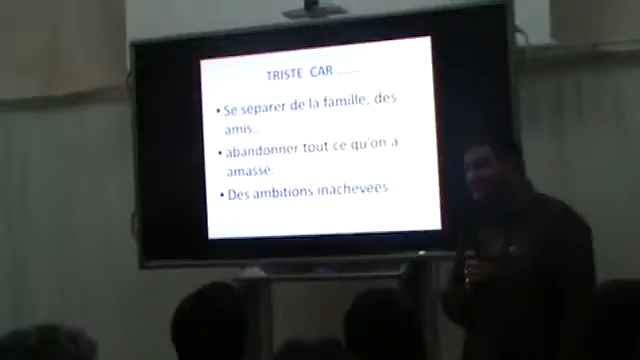 TRISTE CAR ......
• Se séparer de la famille, des
amis..
• abandonner tout ce qu'on a
amassé.
• Des ambitions inachevées